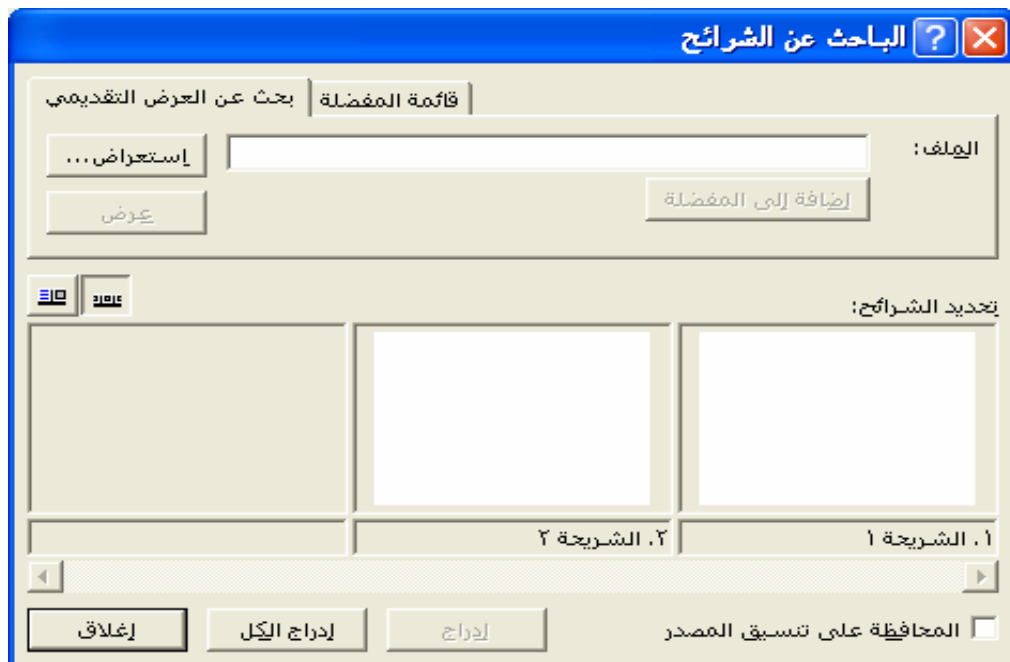 الباحث عن الشرائح
بحث عن العرض التقديمي
قائمة المفضلة
الملف:
إستعراض...
إضافة إلى المفضلة
عرض
تحديد الشرائح:
١. الشريحة ١
٢. الشريحة ٢
المحافظة على تنسيق المصدر
إدراج
إدراج الكل
إغلاق